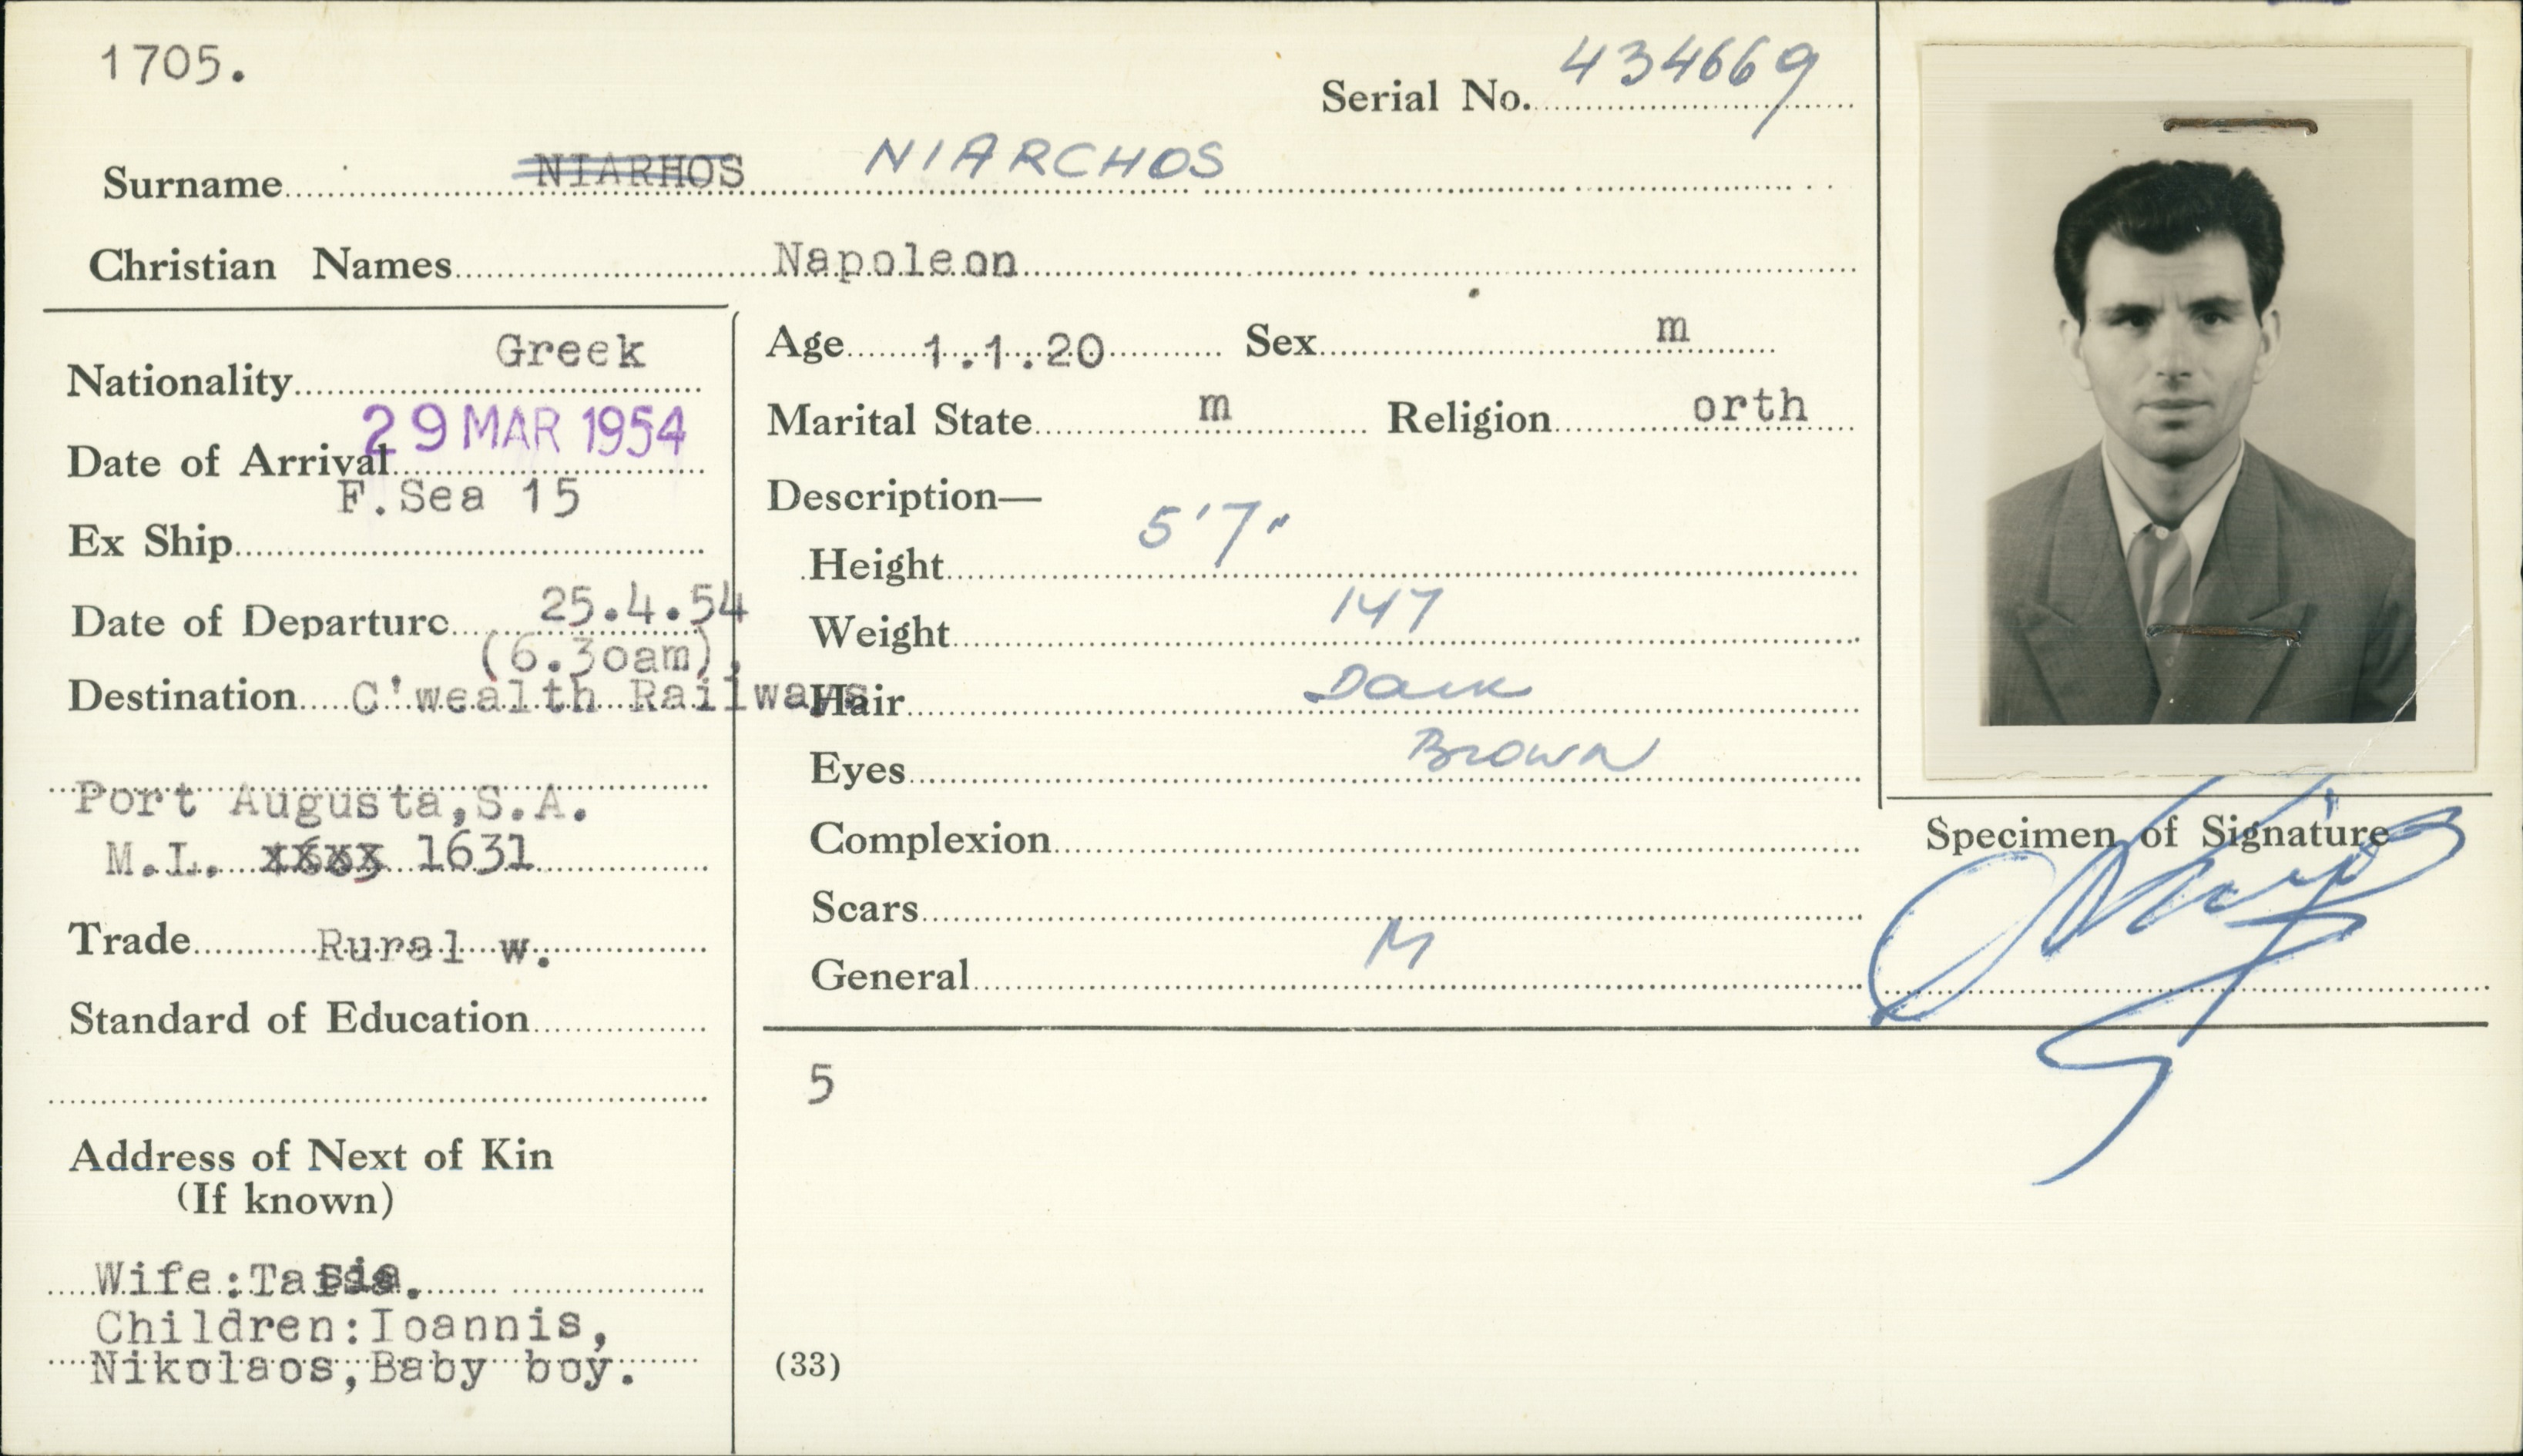 1705.
Serial No. 434669
Surname NIARHOS NIARCHOS
Christian Names Napoleon
Nationality Greek
Date of Arrival 29 MAR 1954
Ex Ship F.Sea 15
Date of Departure 25.4.54
(6.30am),
Destination C'wealth Railways
Port Augusta,S.A.
M.L. 1631
Trade Rural w.
Standard of Education
Address of Next of Kin
(If known)
Wife:Tassia.
Children:Ioannis,
Nikolaos,Baby boy.
Age 1.1.20 Sex m
Marital State m Religion orth
Description—
Height 5'7"
Weight 147
Hair Dark
Eyes Brown
Complexion
Scars
General M
5
(33)
Specimen of Signature